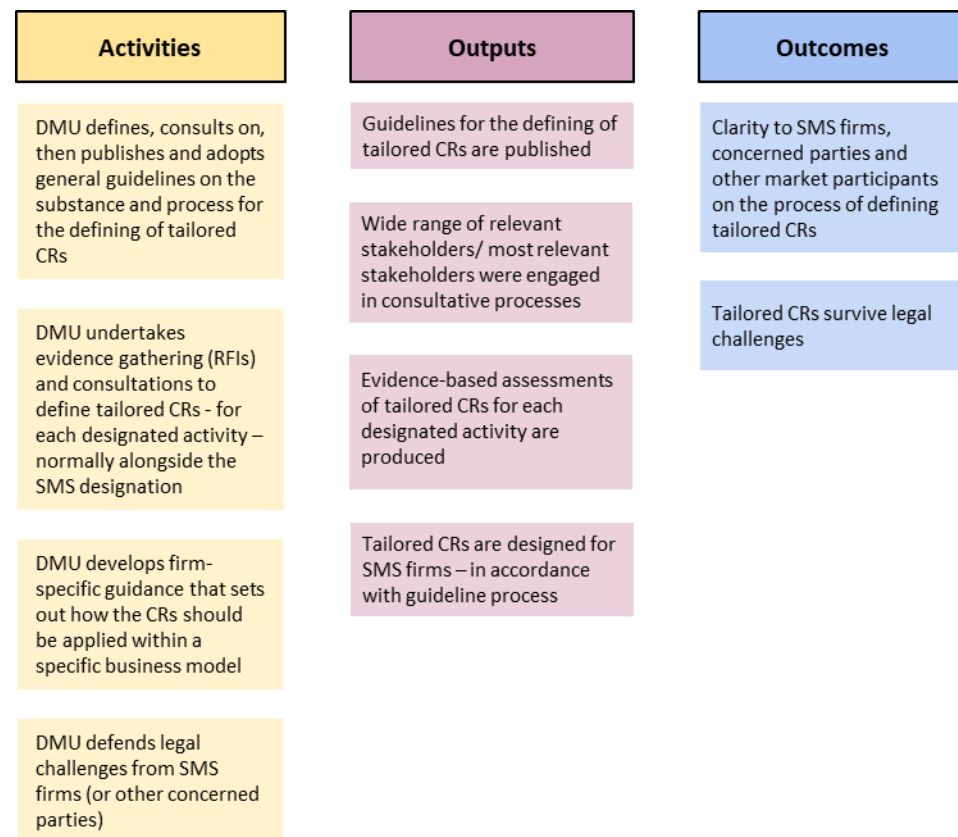 Activities
DMU defines, consults on,
then publishes and adopts
general guidelines on the
substance and process for
the defining of tailored
CRs
DMU undertakes
evidence gathering (RFIs)
and consultations to
define tailored CRs - for
each designated activity –
normally alongside the
SMS designation
DMU develops firm-
specific guidance that sets
out how the CRs should
be applied within a
specific business model
DMU defends legal
challenges from SMS
firms (or other concerned
parties)
Outputs
Guidelines for the defining of
tailored CRs are published
Wide range of relevant
stakeholders/ most relevant
stakeholders were engaged
in consultative processes
Evidence-based assessments
of tailored CRs for each
designated activity are
produced
Tailored CRs are designed for
SMS firms – in accordance
with guideline process
Outcomes
Clarity to SMS firms,
concerned parties and
other market participants
on the process of defining
tailored CRs
Tailored CRs survive legal
challenges